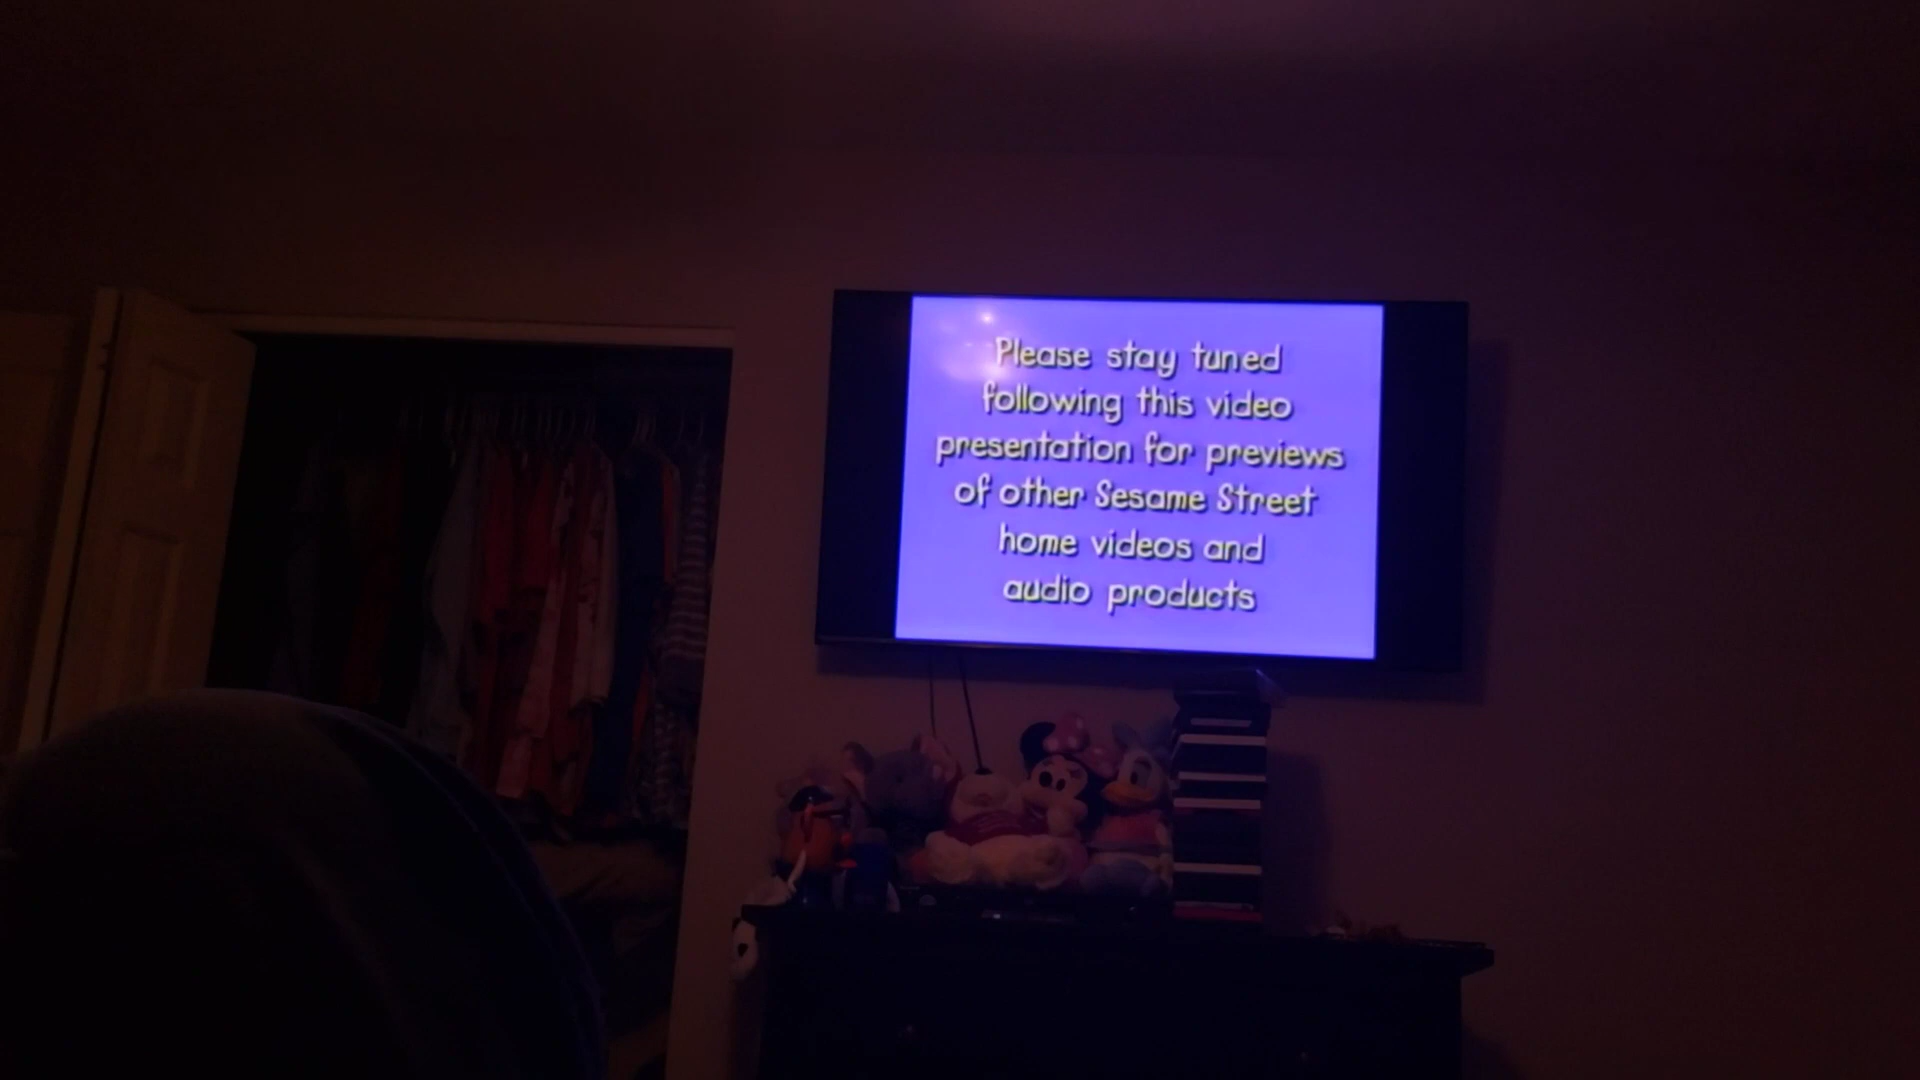 Please stay tuned
following this video
presentation for previews
of other Sesame Street
home videos and
audio products